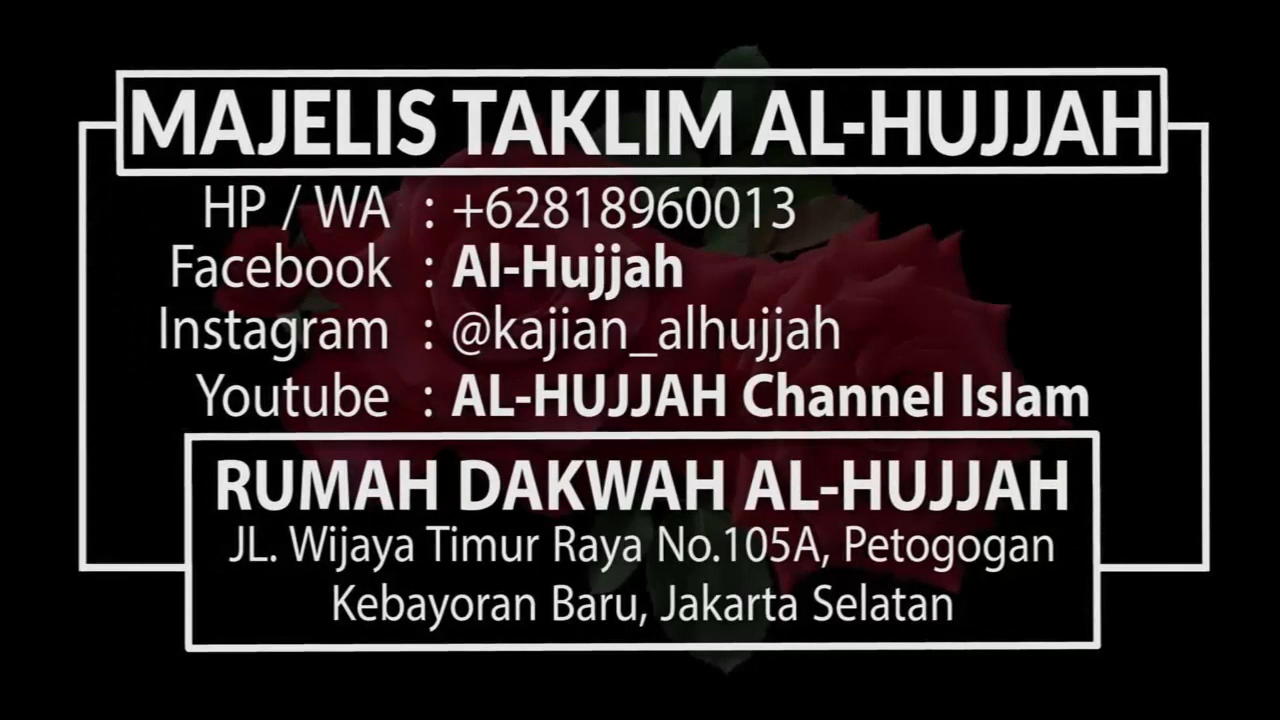 MAJELIS TAKLIM AL-HUJJAH
HP / WA : +62818960013
Facebook : Al-Hujjah
Instagram : @kajian_alhujjah
Youtube : AL-HUJJAH Channel Islam
RUMAH DAKWAH AL-HUJJAH
JL. Wijaya Timur Raya No.105A, Petogogan
Kebayoran Baru, Jakarta Selatan